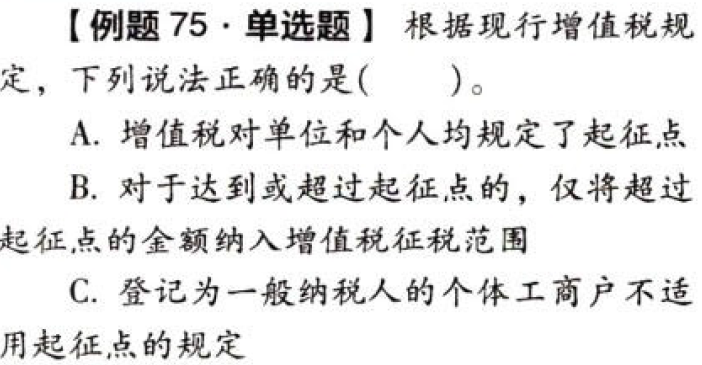 【例题 75 · 单选题】 根据现行增值税规
定，下列说法正确的是(　　)。
A. 增值税对单位和个人均规定了起征点
B. 对于达到或超过起征点的，仅将超过
起征点的金额纳入增值税征税范围
C. 登记为一般纳税人的个体工商户不适
用起征点的规定